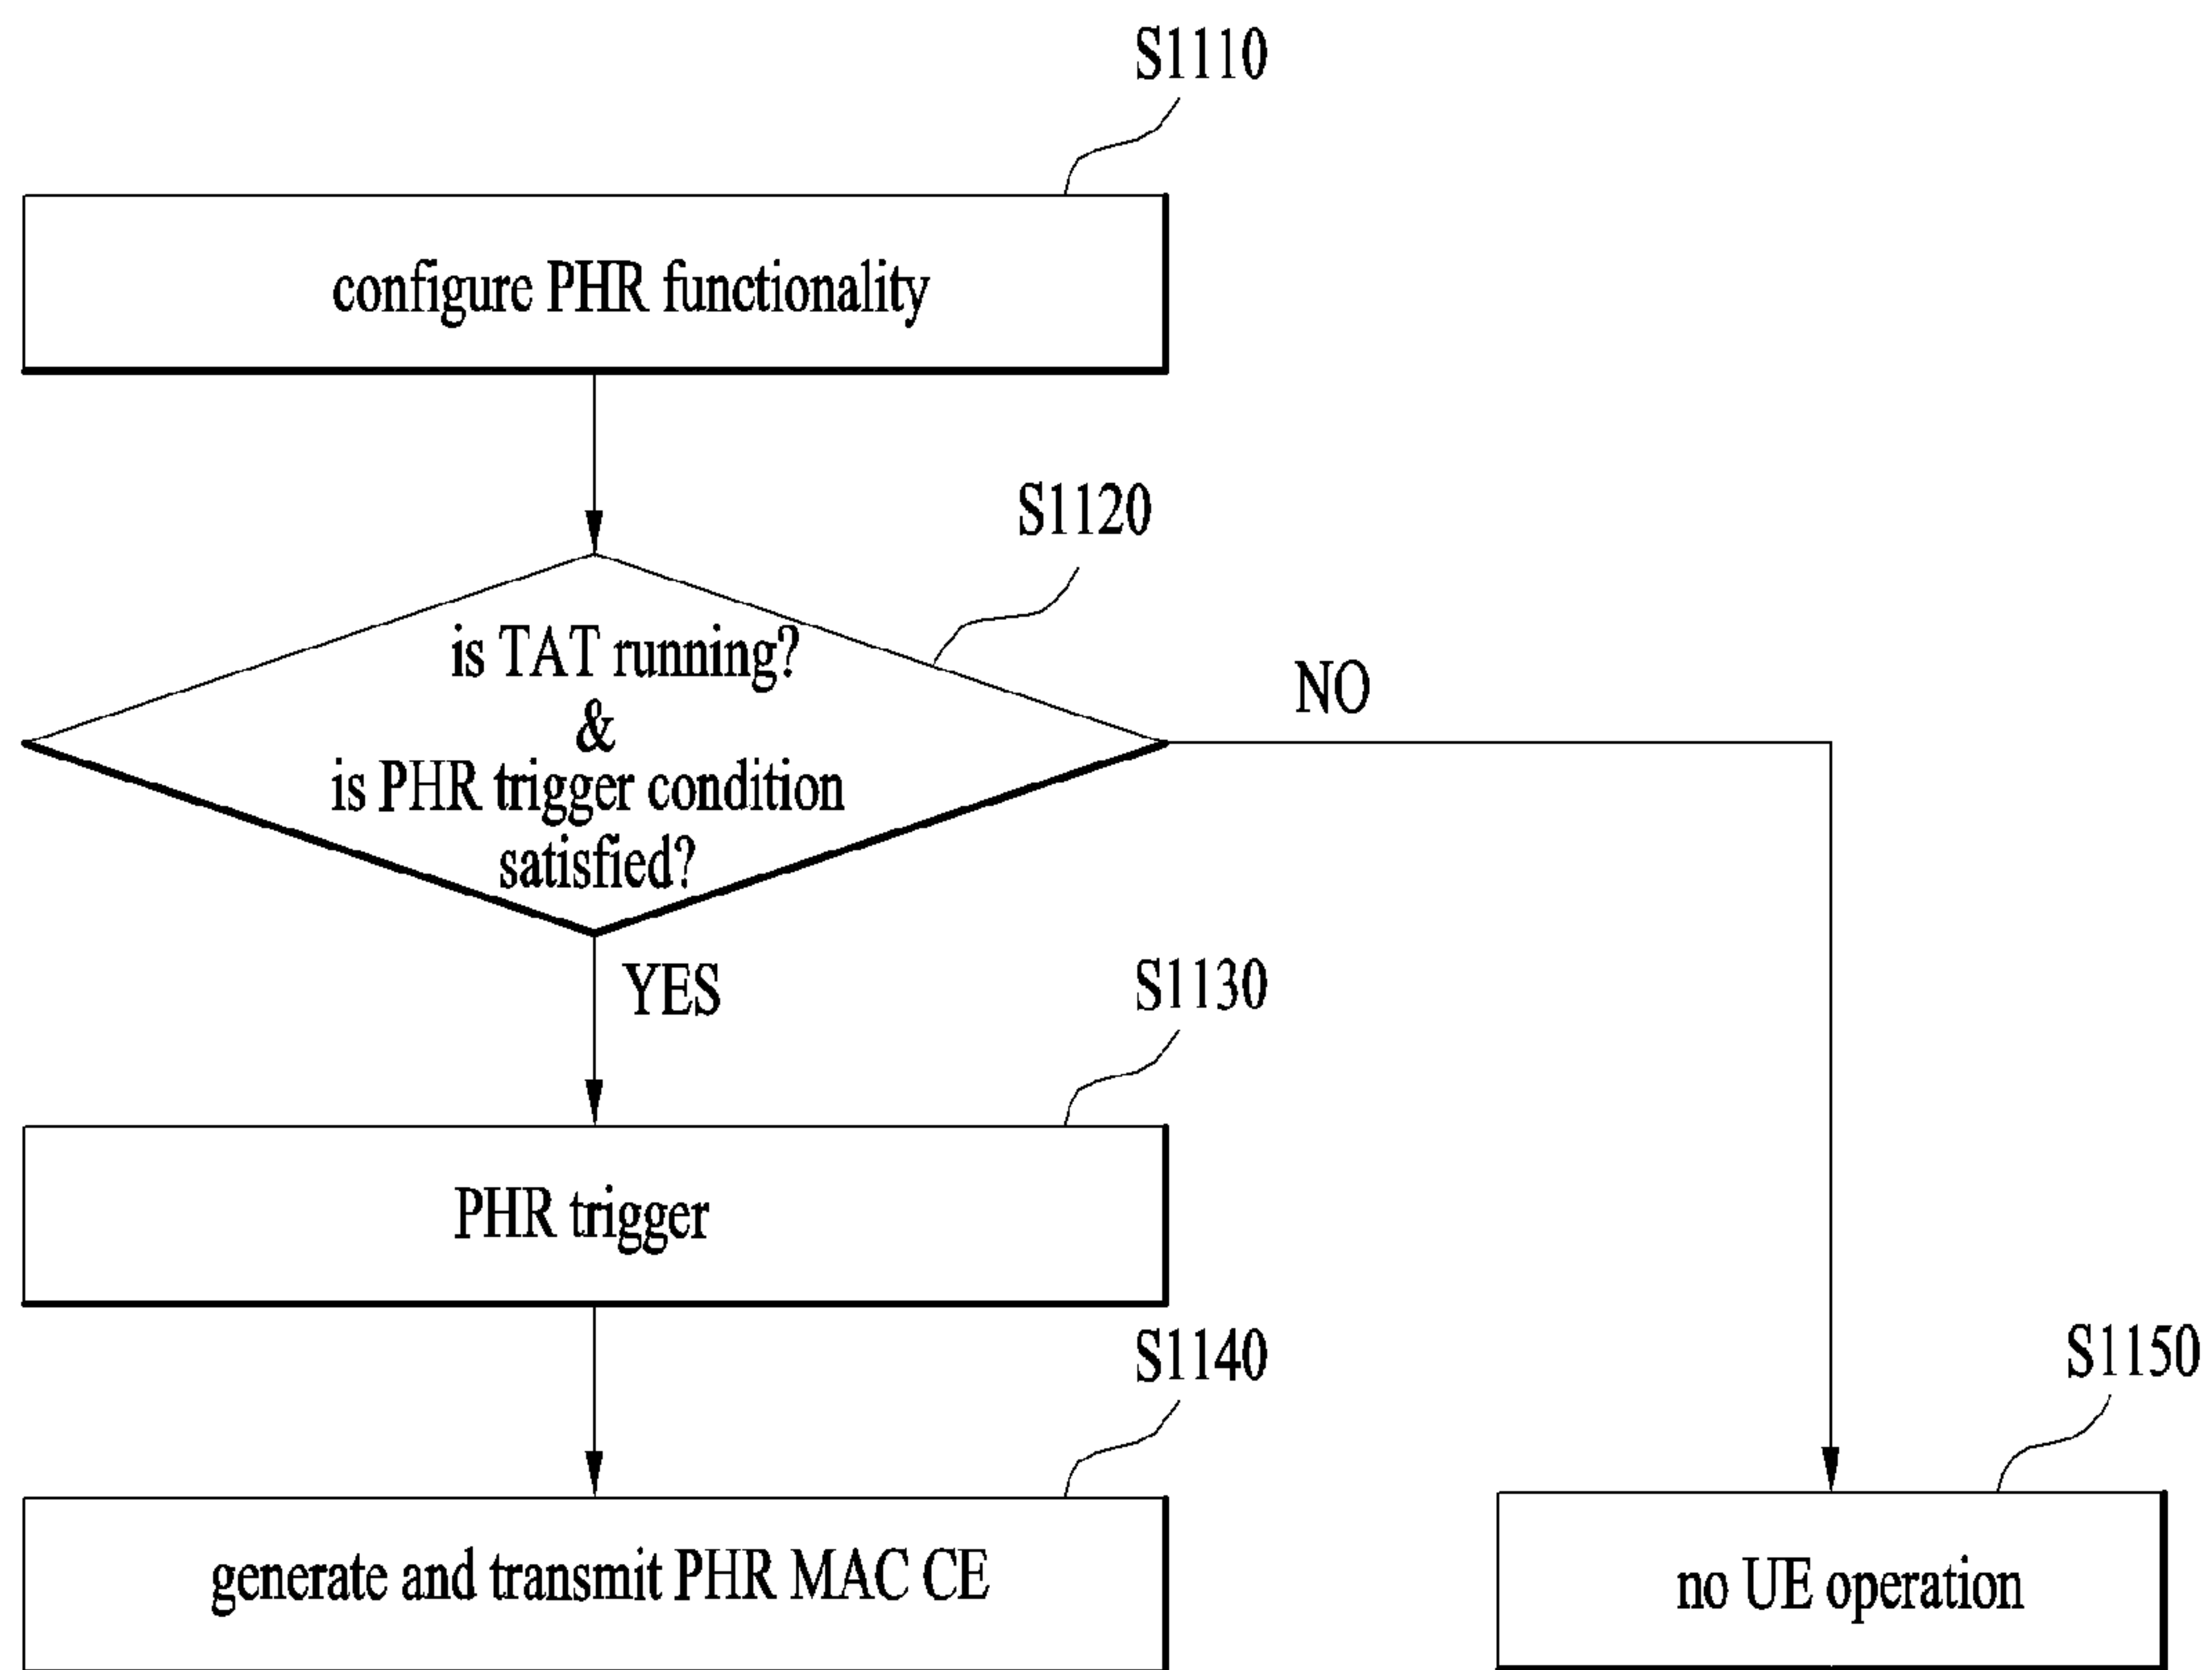 S1110
configure PHR functionality
S1120
is TAT running?
&
is PHR trigger condition
satisfied?
NO
YES
S1130
PHR trigger
S1140
generate and transmit PHR MAC CE
S1150
no UE operation